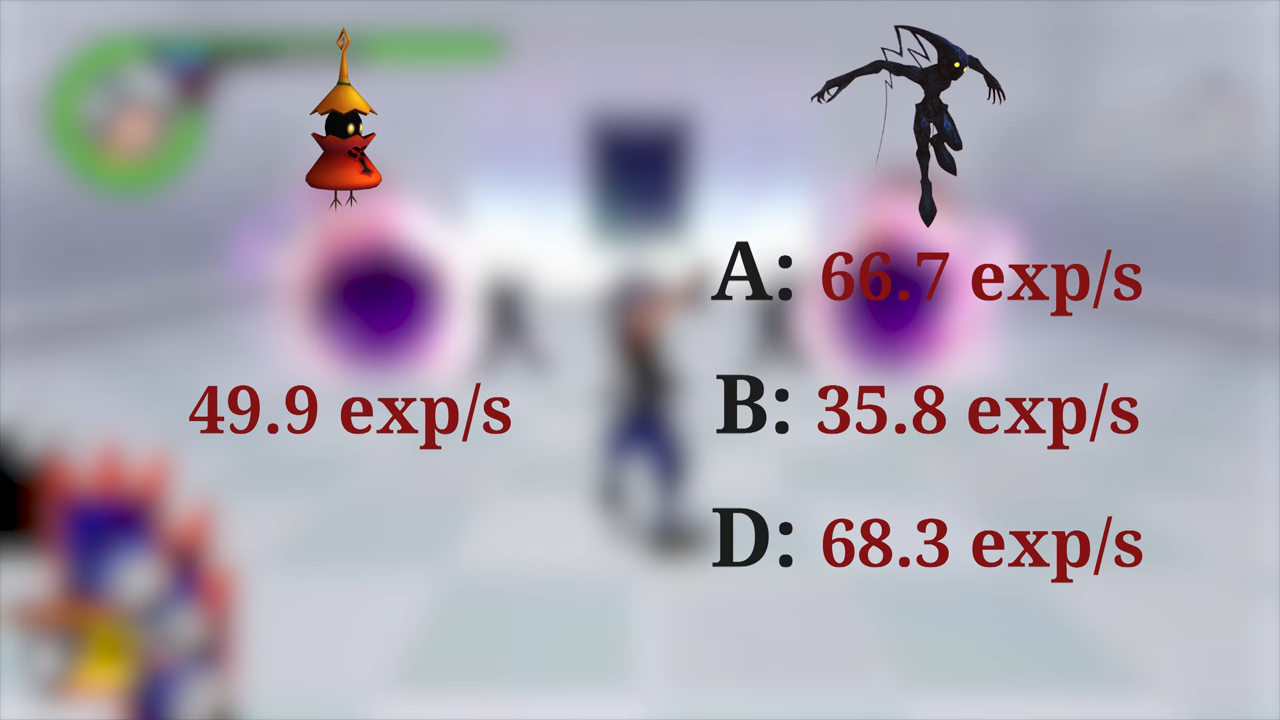 A: 66.7 exp/s
49.9 exp/s
B: 35.8 exp/s
D: 68.3 exp/s